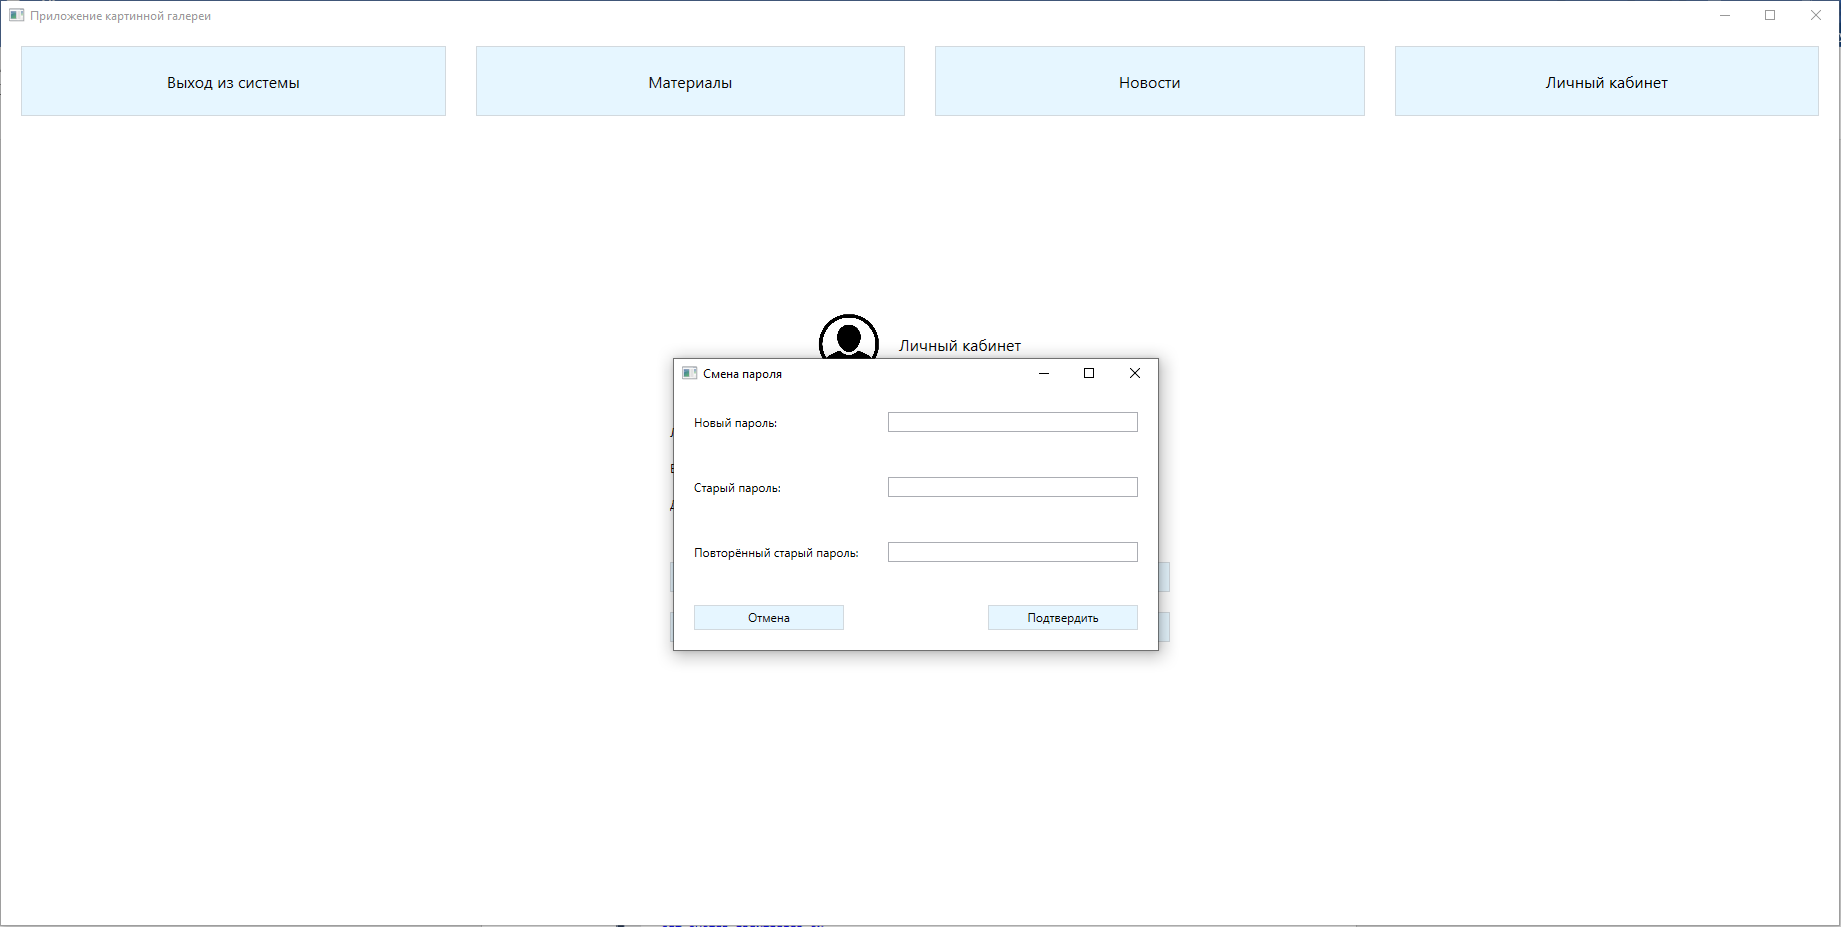 Приложение картинной галереи
Выход из системы
Материалы
Новости
Личный кабинет
Личный кабинет
Смена пароля
Новый пароль:
Старый пароль:
Повторённый старый пароль:
Отмена
Подтвердить